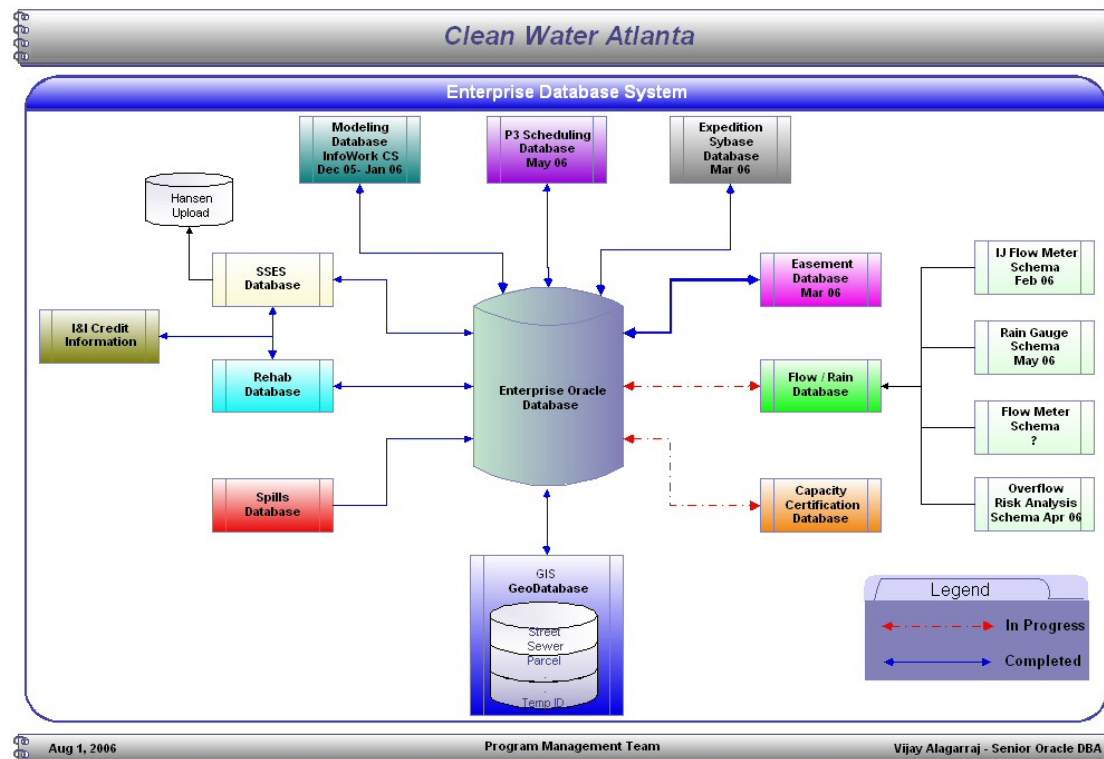 Clean Water Atlanta
Enterprise Database System
Modeling
Database
InfoWork CS
Dec 05- Jan 06
P3 Scheduling
Database
May 06
Expedition
Sybase
Database
Mar 06
Hansen
Upload
SSES
Database
Easement
Database
Mar 06
IJ Flow Meter
Schema
Feb 06
I&I Credit
Information
Rain Gauge
Schema
May 06
Rehab
Database
Enterprise Oracle
Database
Flow / Rain
Database
Flow Meter
Schema
?
Spills
Database
Capacity
Certification
Database
Overflow
Risk Analysis
Schema Apr 06
GIS
GeoDatabase
Street
Sewer
Parcel
.
.
Temp ID
Legend
In Progress
Completed
Aug 1, 2006
Program Management Team
Vijay Alagarraj - Senior Oracle DBA